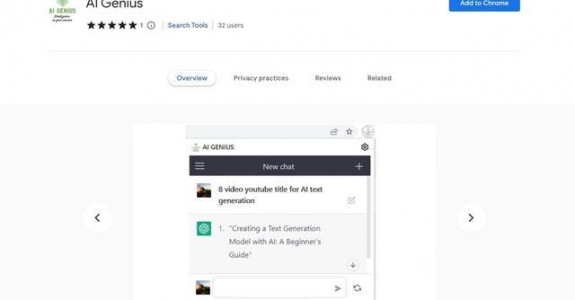 AI GENIUS
AI Genius
1 Search Tools 32 users
Add to Chrome
Overview Privacy practices Reviews Related
AI GENIUS
New chat
8 video youtube title for AI text
generation
1. "Creating a Text Generation
Model with AI: A Beginner's
Guide"